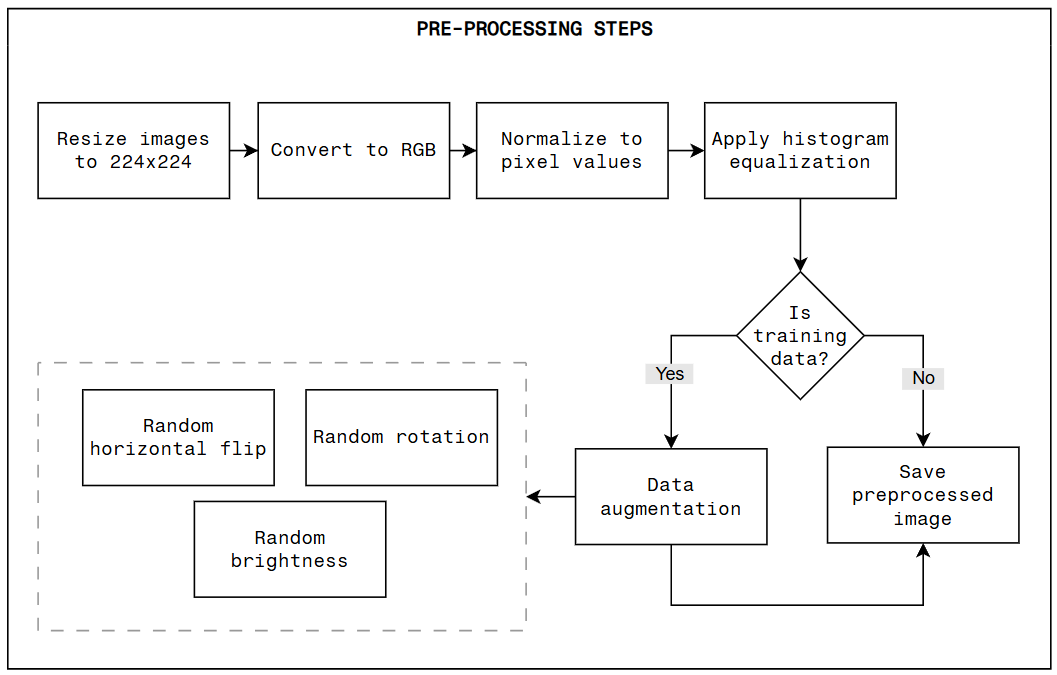 PRE-PROCESSING STEPS
Resize images
to 224x224
Convert to RGB
Normalize to
pixel values
Apply histogram
equalization
Is
training
data?
Yes
No
Random
horizontal flip
Random rotation
Random
brightness
Data
augmentation
Save
preprocessed
image